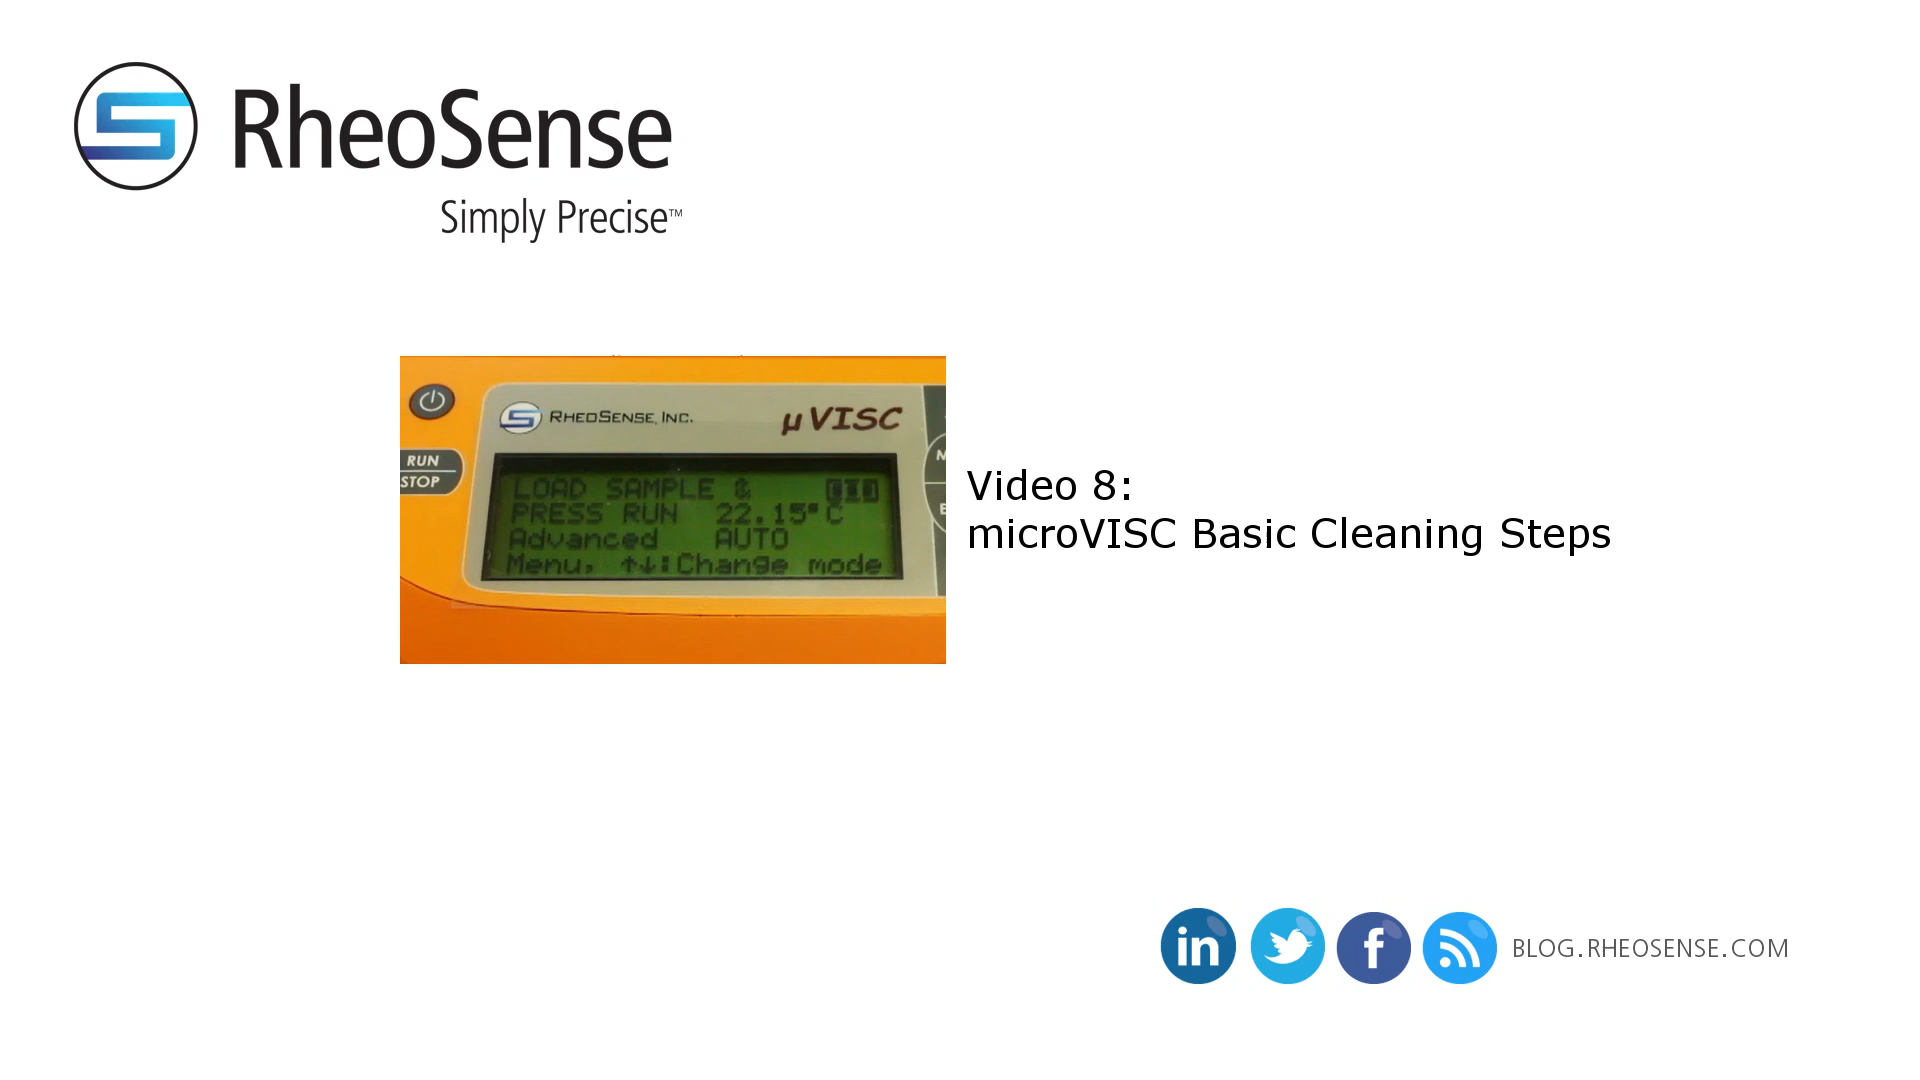 RheoSense
Simply Precise™
RHEOSENSE, INC.
µVISC
RUN
STOP
LOAD SAMPLE &
PRESS RUN 22.15°C
Advanced AUTO
Menu, ↑↓:Change mode
Video 8:
microVISC Basic Cleaning Steps
in
f
BLOG.RHEOSENSE.COM